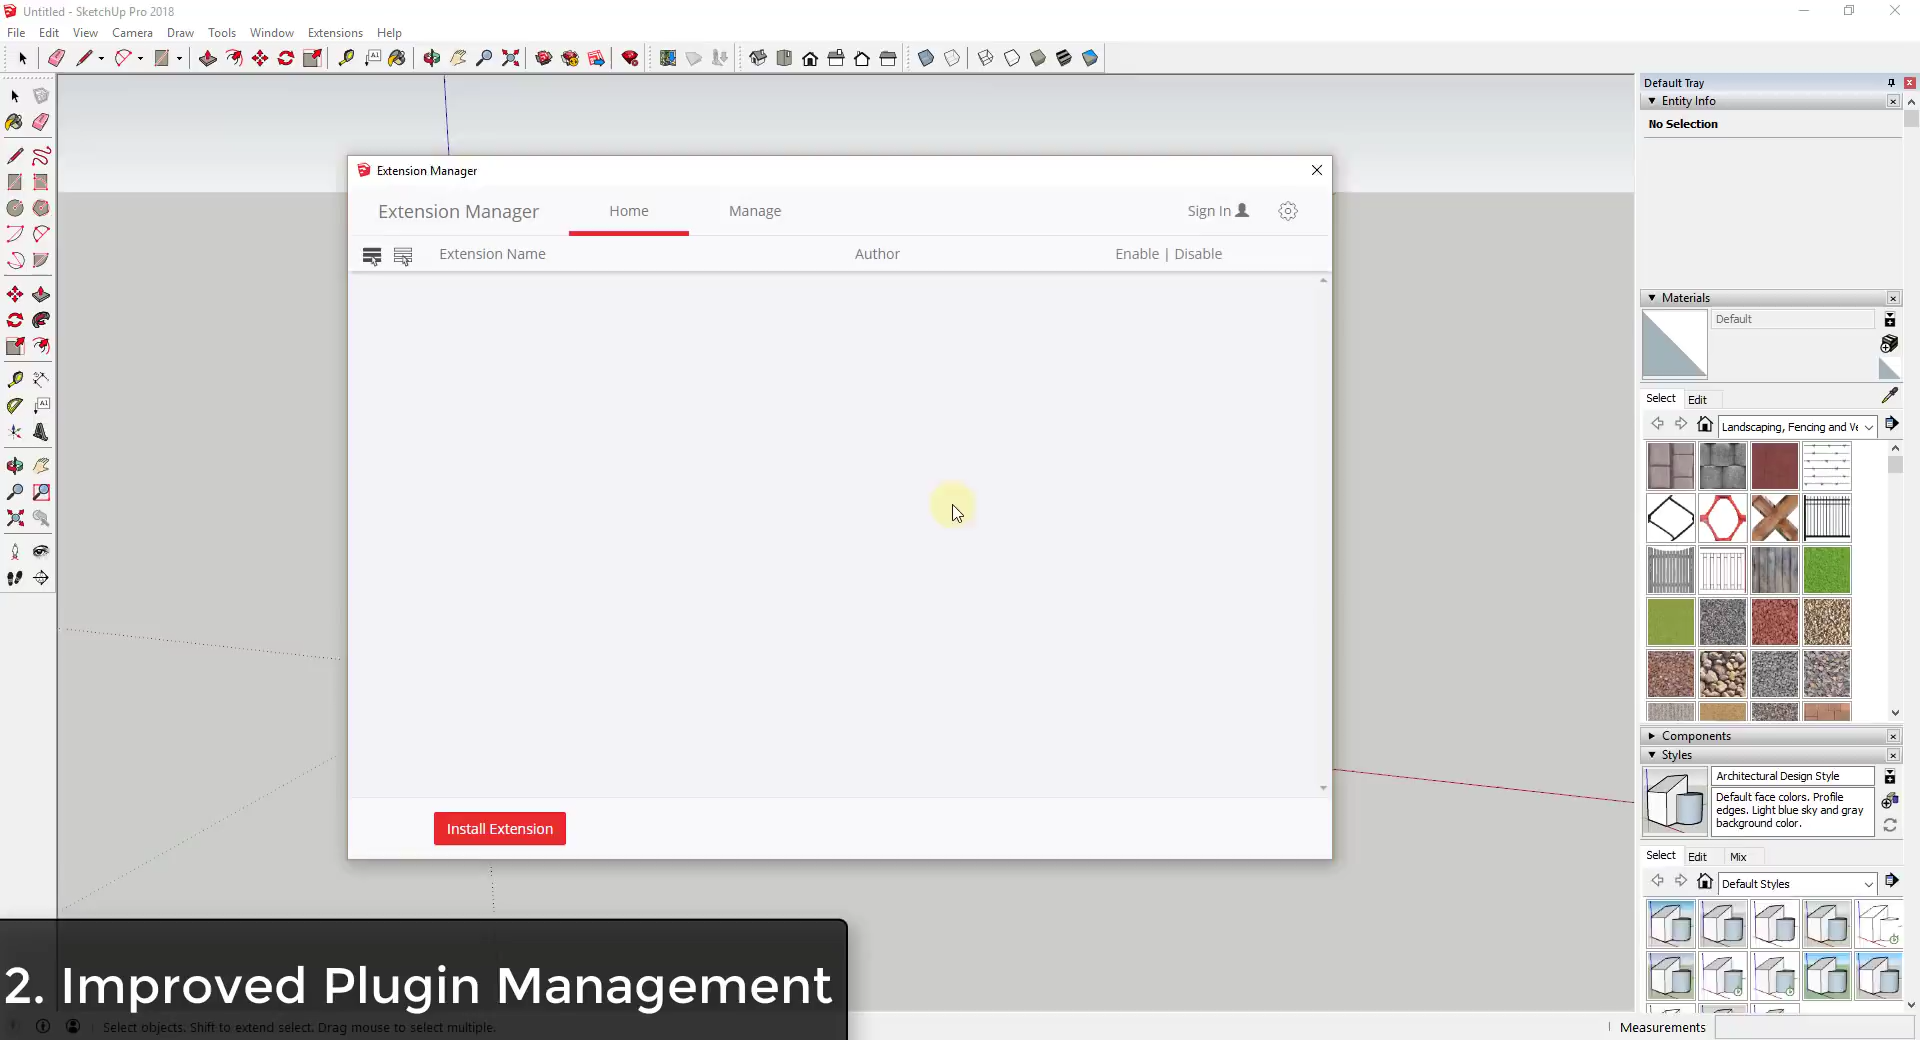 Untitled - SketchUp Pro 2018
File Edit View Camera Draw Tools Window Extensions Help
Default Tray
Entity Info
No Selection
Extension Manager
Extension Manager Home Manage Sign In
Extension Name Author Enable | Disable
Install Extension
Materials
Default
Select Edit
Landscaping, Fencing and Ve
Components
Styles
Architectural Design Style
Default face colors. Profile
edges. Light blue sky and gray
background color.
Select Edit Mix
Default Styles
2. Improved Plugin Management
Select objects. Shift to extend select. Drag mouse to select multiple.
Measurements